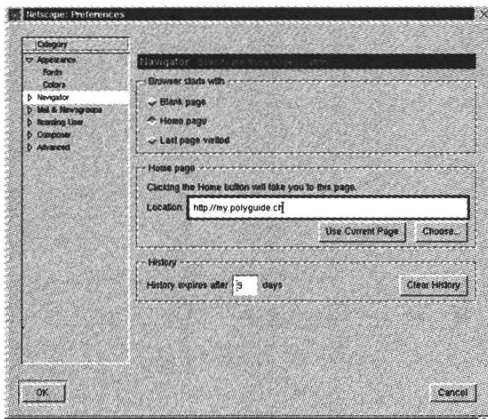 Netscape: Preferences
Category
Appearance
Fonts
Colors
Navigator
Mail & Newsgroups
Roaming User
Composer
Advanced
Navigator
Browser starts with
Blank page
Home page
Last page visited
Home page
Clicking the Home button will take you to this page.
Location: http://my.polyguide.ch
Use Current Page Choose...
History
History expires after 9 days Clear History
OK Cancel